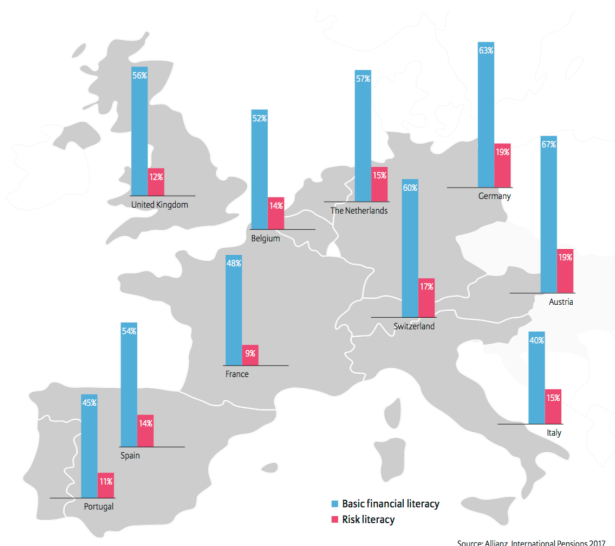 63%
56%
57%
52%
67%
60%
19%
12%
15%
14%
United Kingdom
The Netherlands
Germany
Belgium
48%
19%
17%
Austria
Switzerland
54%
9%
40%
France
45%
14%
15%
Spain
Italy
11%
Portugal
Basic financial literacy
Risk literacy
Source: Allianz, International Pensions 2017